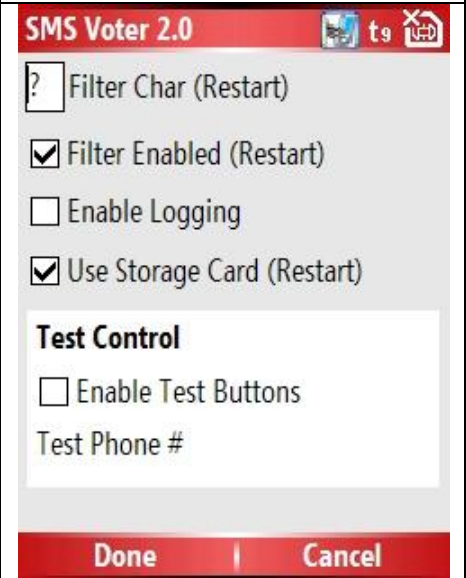 SMS Voter 2.0 t9
? Filter Char (Restart)
Filter Enabled (Restart)
Enable Logging
Use Storage Card (Restart)
Test Control
Enable Test Buttons
Test Phone #
Done Cancel